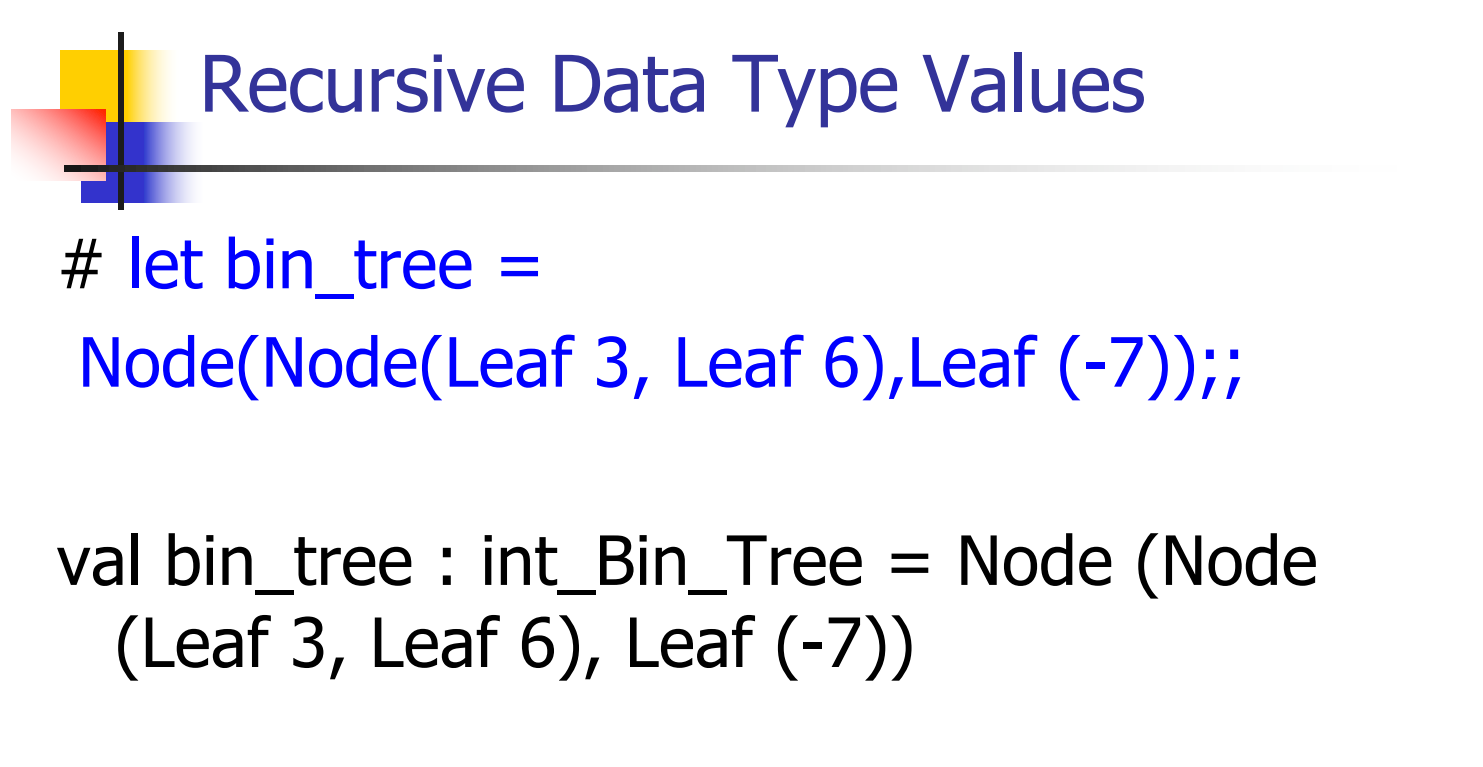 Recursive Data Type Values
# let bin_tree =
Node(Node(Leaf 3, Leaf 6),Leaf (-7));;
val bin_tree : int_Bin_Tree = Node (Node
(Leaf 3, Leaf 6), Leaf (-7))